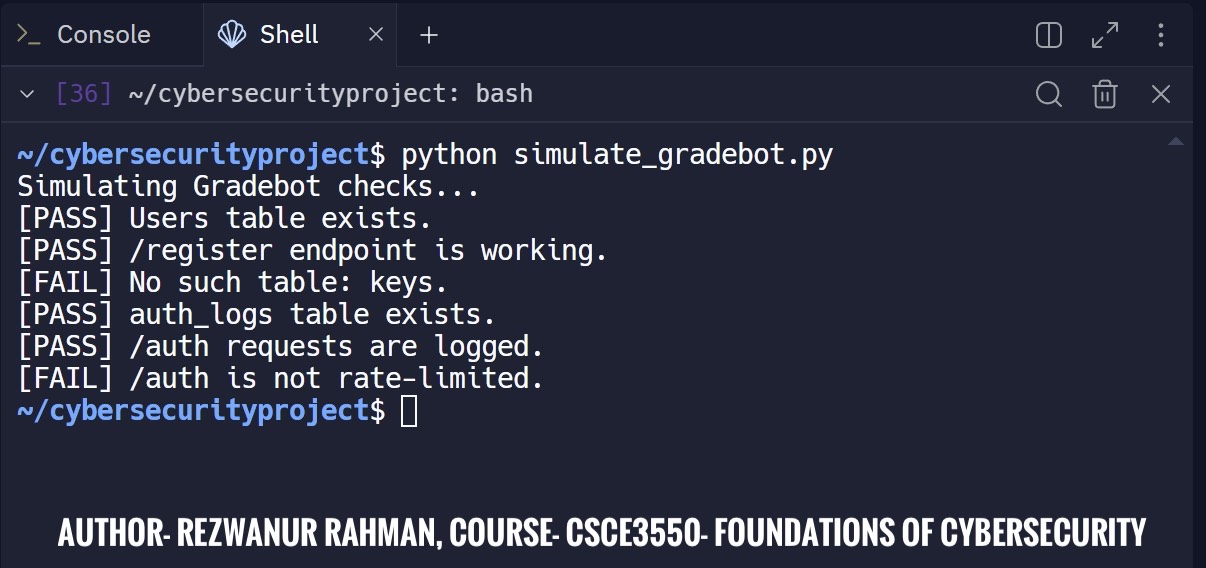 >_ Console
Shell
[36] ~/cybersecurityproject: bash
~/cybersecurityproject$ python simulate_gradebot.py
Simulating Gradebot checks...
[PASS] Users table exists.
[PASS] /register endpoint is working.
[FAIL] No such table: keys.
[PASS] auth_logs table exists.
[PASS] /auth requests are logged.
[FAIL] /auth is not rate-limited.
~/cybersecurityproject$
AUTHOR- REZWANUR RAHMAN, COURSE- CSCE3550- FOUNDATIONS OF CYBERSECURITY